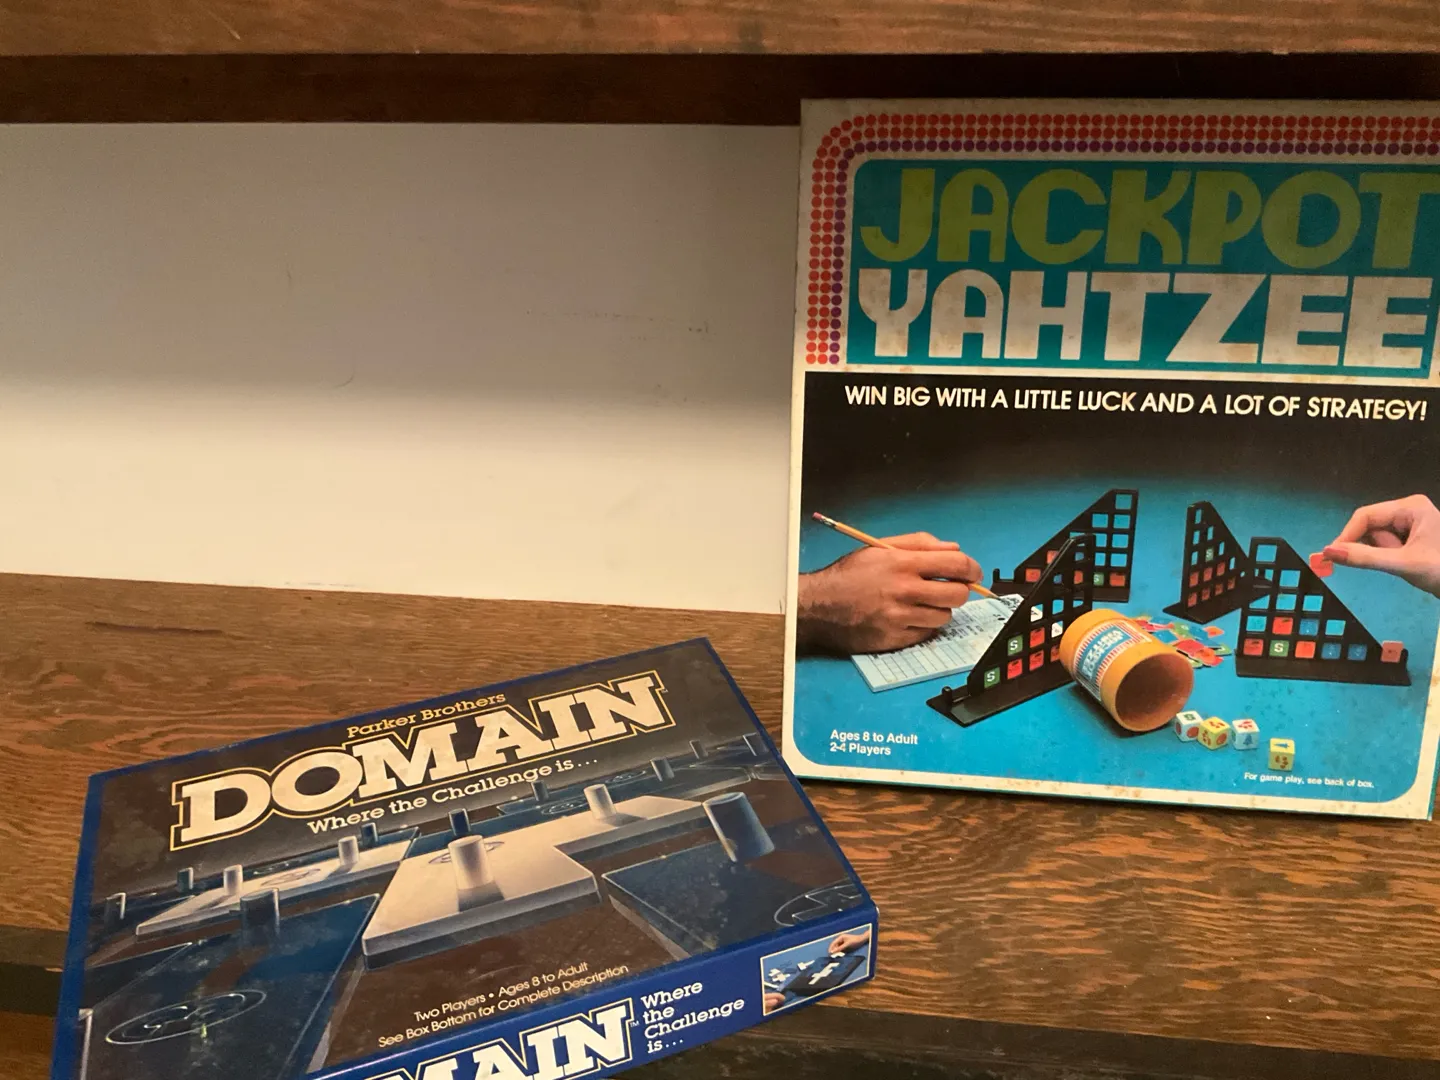 JACKPOT
YAHTZEE
WIN BIG WITH A LITTLE LUCK AND A LOT OF STRATEGY!
Ages 8 to Adult
2-4 Players
For game play, see back of box.
Parker Brothers
DOMAIN™
Where the Challenge is...
Two Players • Ages 8 to Adult
See Box Bottom for Complete Description
MAIN™
Where
the
Challenge
is...